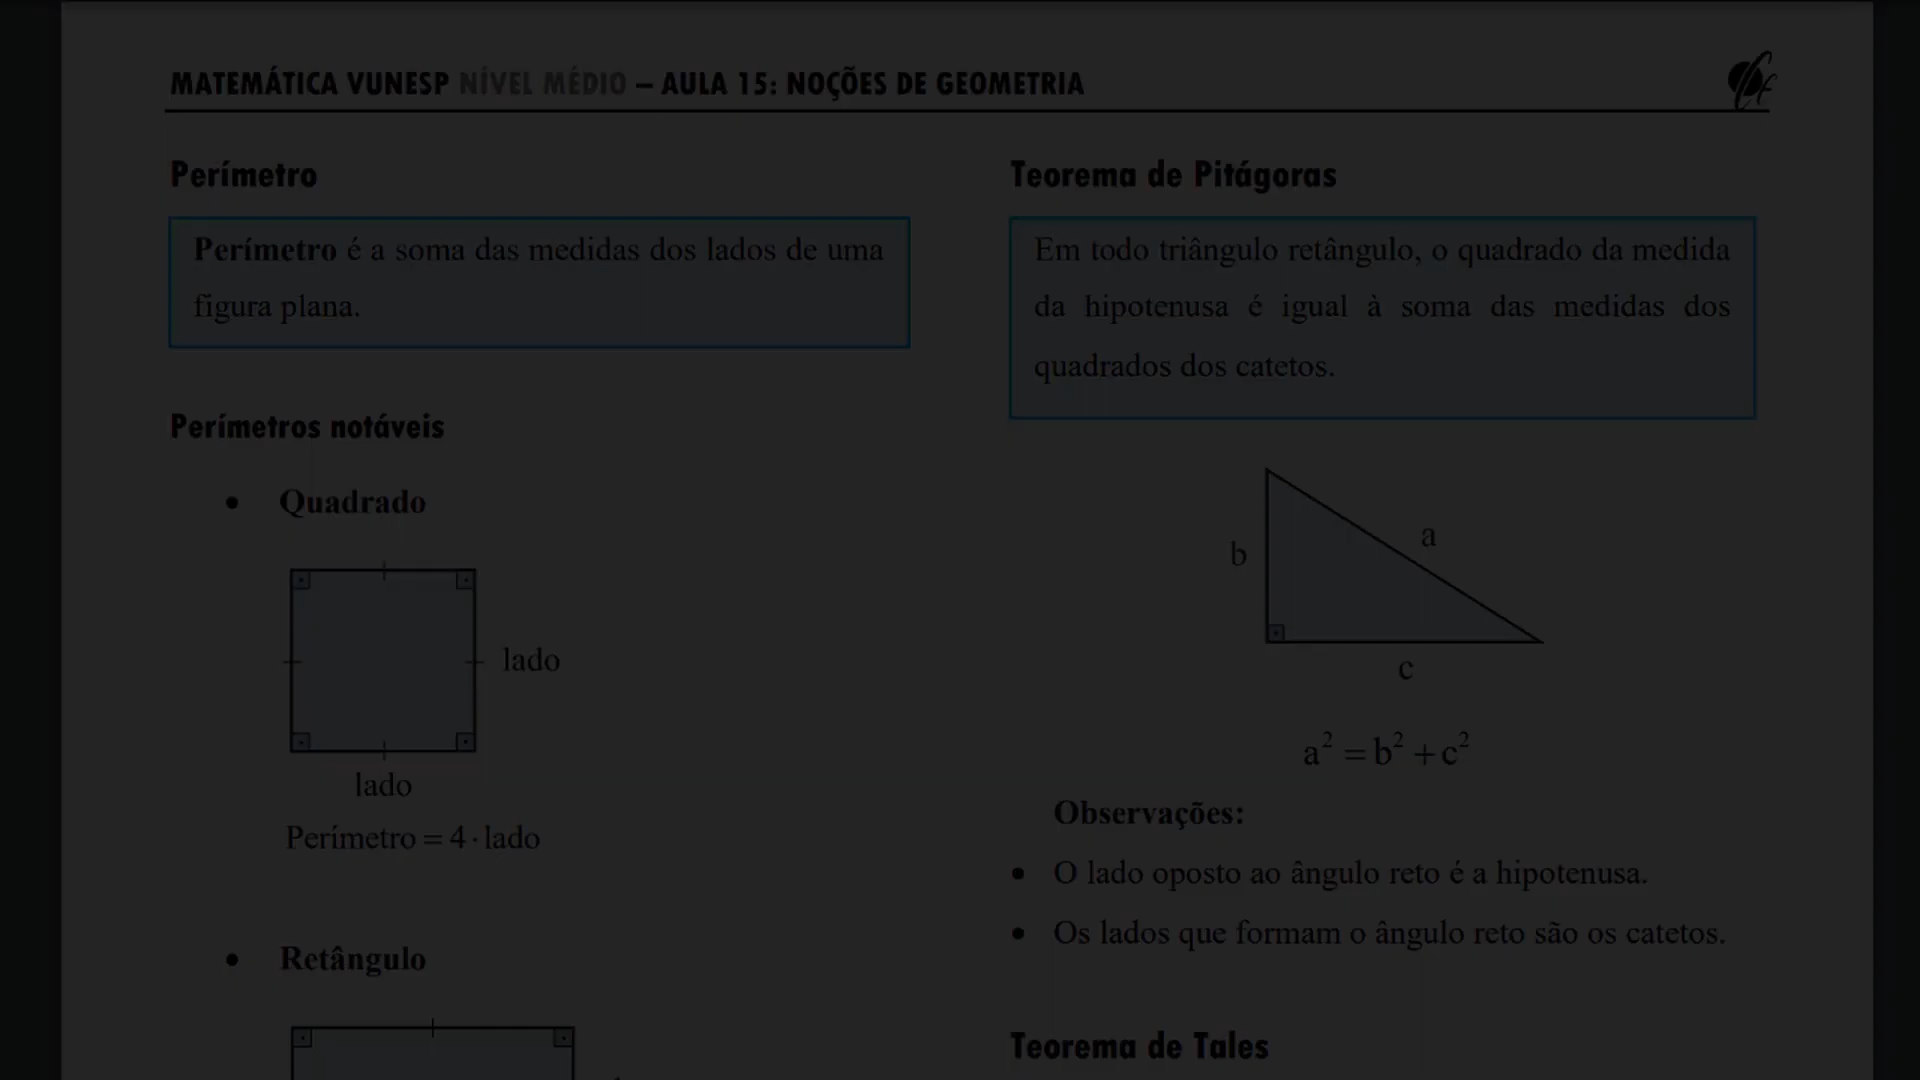 MATEMÁTICA VUNESP NÍVEL MÉDIO – AULA 15: NOÇÕES DE GEOMETRIA
Perímetro
Perímetro é a soma das medidas dos lados de uma
figura plana.
Perímetros notáveis
• Quadrado
lado
lado
Perímetro = 4 · lado
• Retângulo
Teorema de Pitágoras
Em todo triângulo retângulo, o quadrado da medida
da hipotenusa é igual à soma das medidas dos
quadrados dos catetos.
a
b
c
a² = b² + c²
Observações:
• O lado oposto ao ângulo reto é a hipotenusa.
• Os lados que formam o ângulo reto são os catetos.
Teorema de Tales